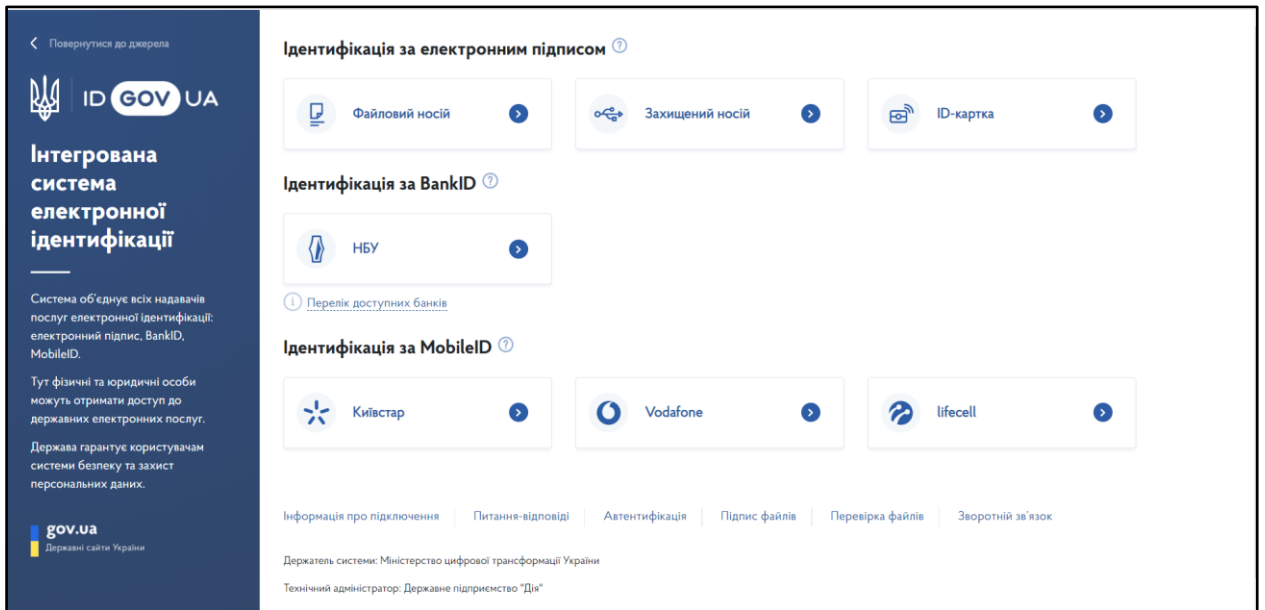 Повернутися до джерела
ID GOV UA
Інтегрована
система
електронної
ідентифікації
Система об'єднує всіх надавачів
послуг електронної ідентифікації:
електронний підпис, BankID,
MobileID.
Тут фізичні та юридичні особи
можуть отримати доступ до
державних електронних послуг.
Держава гарантує користувачам
системи безпеку та захист
персональних даних.
gov.ua
Державні сайти України
Ідентифікація за електронним підписом ?
Файловий носій
Захищений носій
ID-картка
Ідентифікація за BankID ?
НБУ
i Перелік доступних банків
Ідентифікація за MobileID ?
Київстар
Vodafone
lifecell
Інформація про підключення Питання-відповіді Автентифікація Підпис файлів Перевірка файлів Зворотній зв'язок
Держатель системи: Міністерство цифрової трансформації України
Технічний адміністратор: Державне підприємство "Дія"